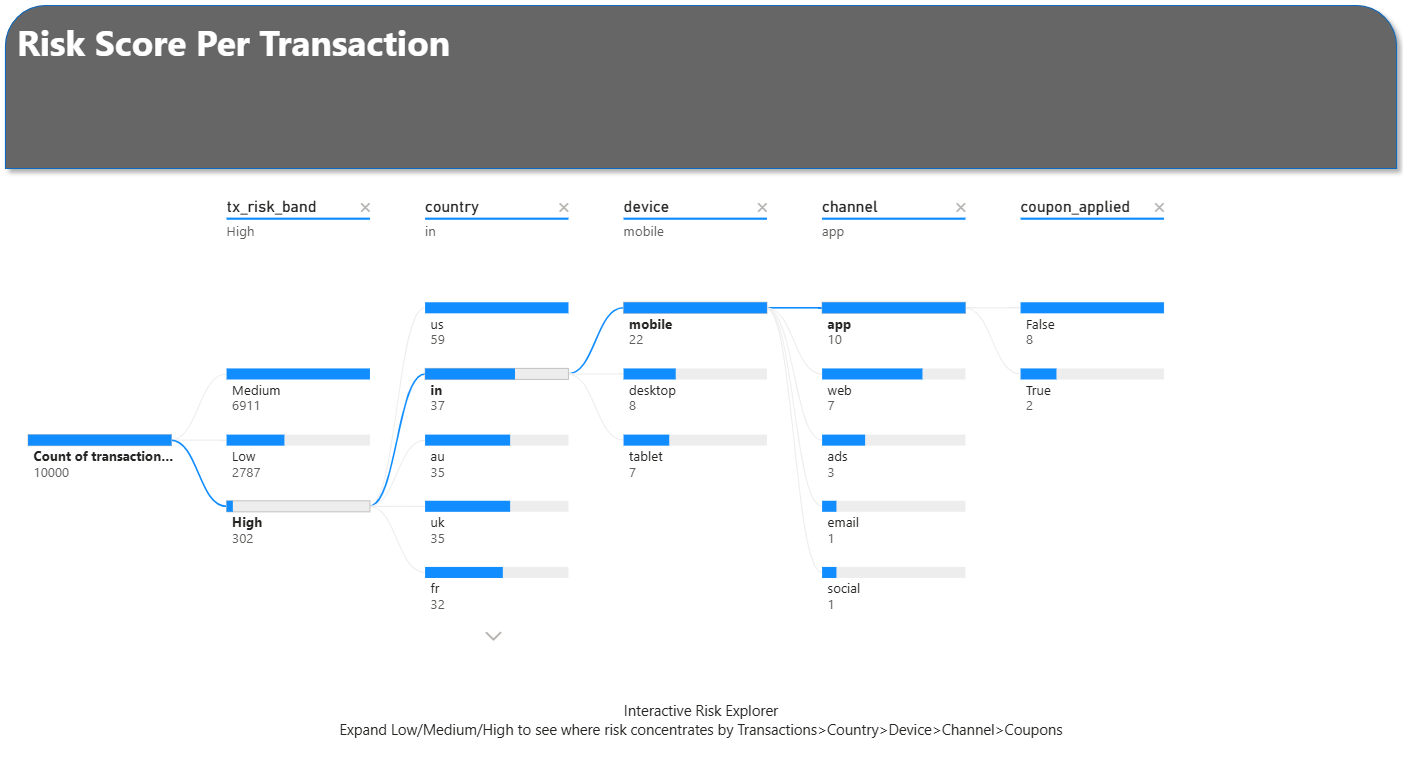 Risk Score Per Transaction
tx_risk_band
High
country
in
device
mobile
channel
app
coupon_applied
Count of transaction...
10000
Medium
6911
Low
2787
High
302
us
59
in
37
au
35
uk
35
fr
32
mobile
22
desktop
8
tablet
7
app
10
web
7
ads
3
email
1
social
1
False
8
True
2
Interactive Risk Explorer
Expand Low/Medium/High to see where risk concentrates by Transactions>Country>Device>Channel>Coupons